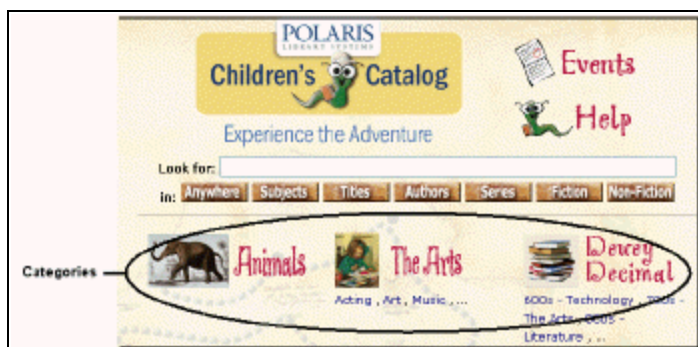 POLARIS
LIBRARY SYSTEMS
Children's Catalog
Experience the Adventure
Events
Help
Look for:
in: Anywhere Subjects Titles Authors Series Fiction Non-Fiction
Categories
Animals
The Arts
Acting , Art , Music , ...
Dewey
Decimal
600s - Technology , 700s -
The Arts , 800s -
Literature , ...